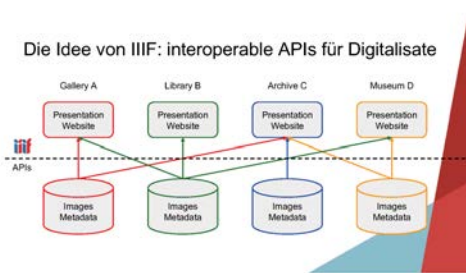 Die Idee von IIIF: interoperable APIs für Digitalisate
Gallery A Library B Archive C Museum D
Presentation Presentation Presentation Presentation
Website Website Website Website
iiif
APIs
Images Images Images Images
Metadata Metadata Metadata Metadata